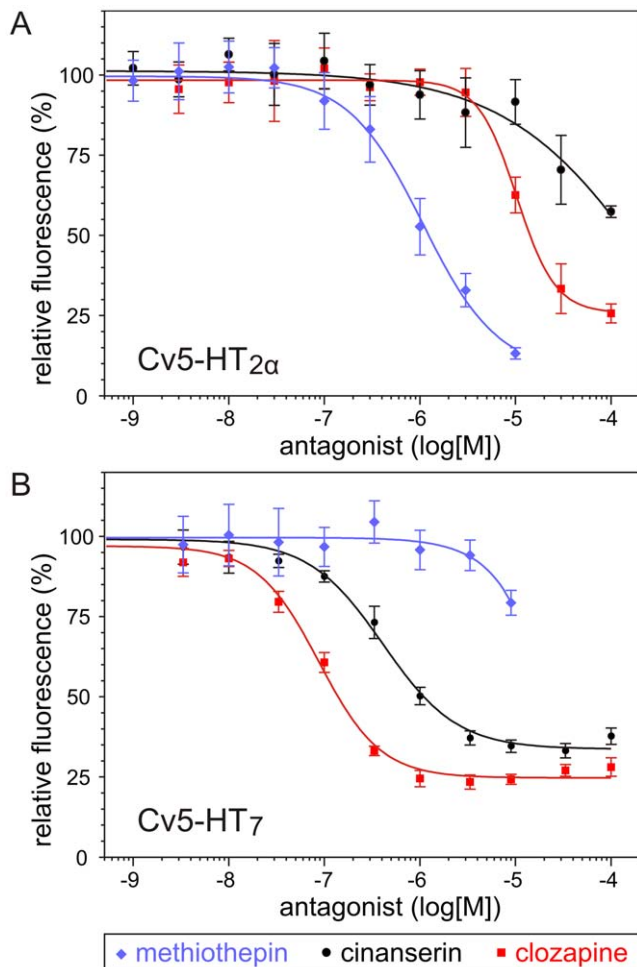 A
relative fluorescence (%)
100
75
50
25
0
Cv5-HT2α
-9 -8 -7 -6 -5 -4
antagonist (log[M])
B
relative fluorescence (%)
100
75
50
25
0
Cv5-HT7
-9 -8 -7 -6 -5 -4
antagonist (log[M])
methiothepin cinanserin clozapine